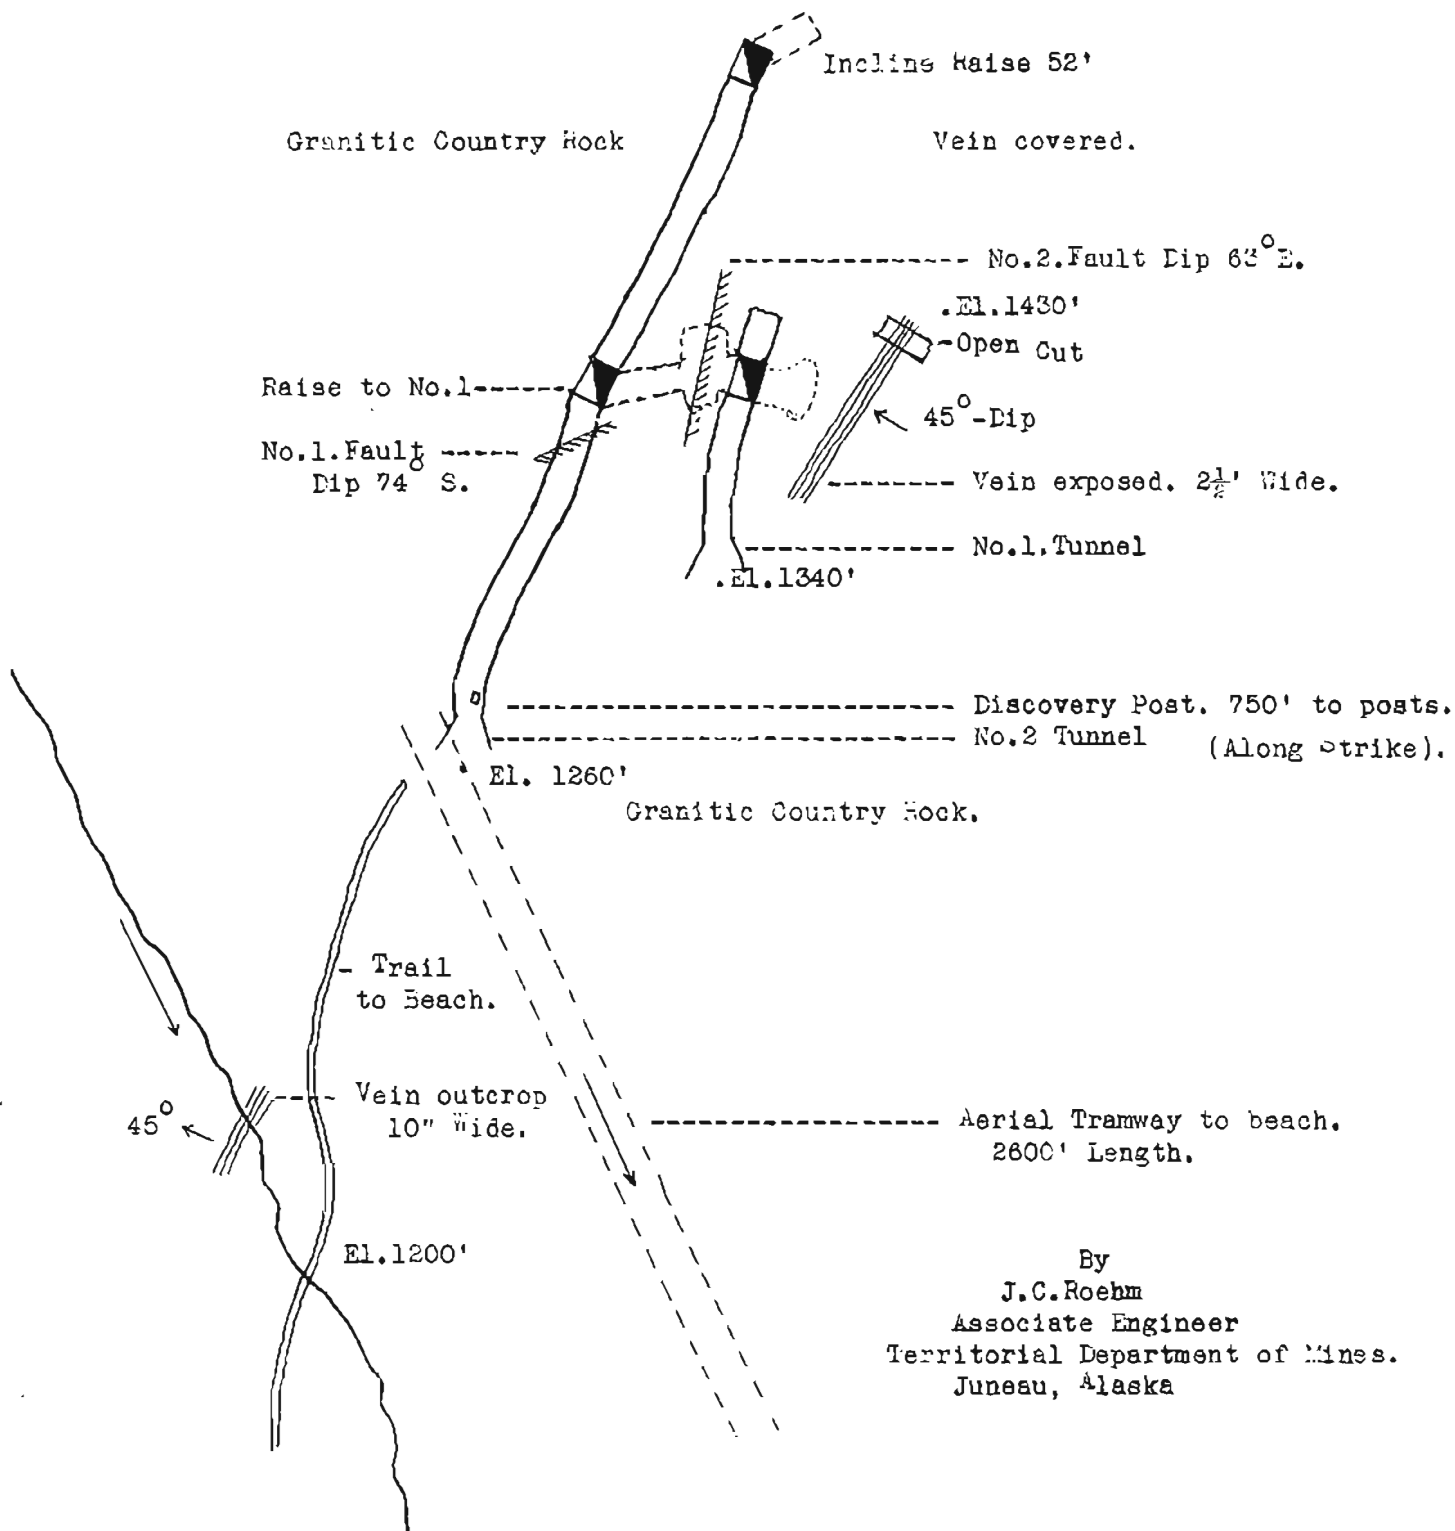 Incline Raise 52'
Granitic Country Rock
Vein covered.
No.2.Fault Dip 63°E.
.El.1430'
Open Cut
Raise to No.1
45°-Dip
No.1.Fault
Dip 74° S.
Vein exposed. 2½' Wide.
No.1.Tunnel
.El.1340'
Discovery Post. 750' to posts.
No.2 Tunnel
(Along Strike).
El. 1260'
Granitic Country Rock.
Trail
to Beach.
Vein outcrop
10" Wide.
45°
Aerial Tramway to beach.
2600' Length.
El.1200'
By
J.C.Roehm
Associate Engineer
Territorial Department of Mines.
Juneau, Alaska